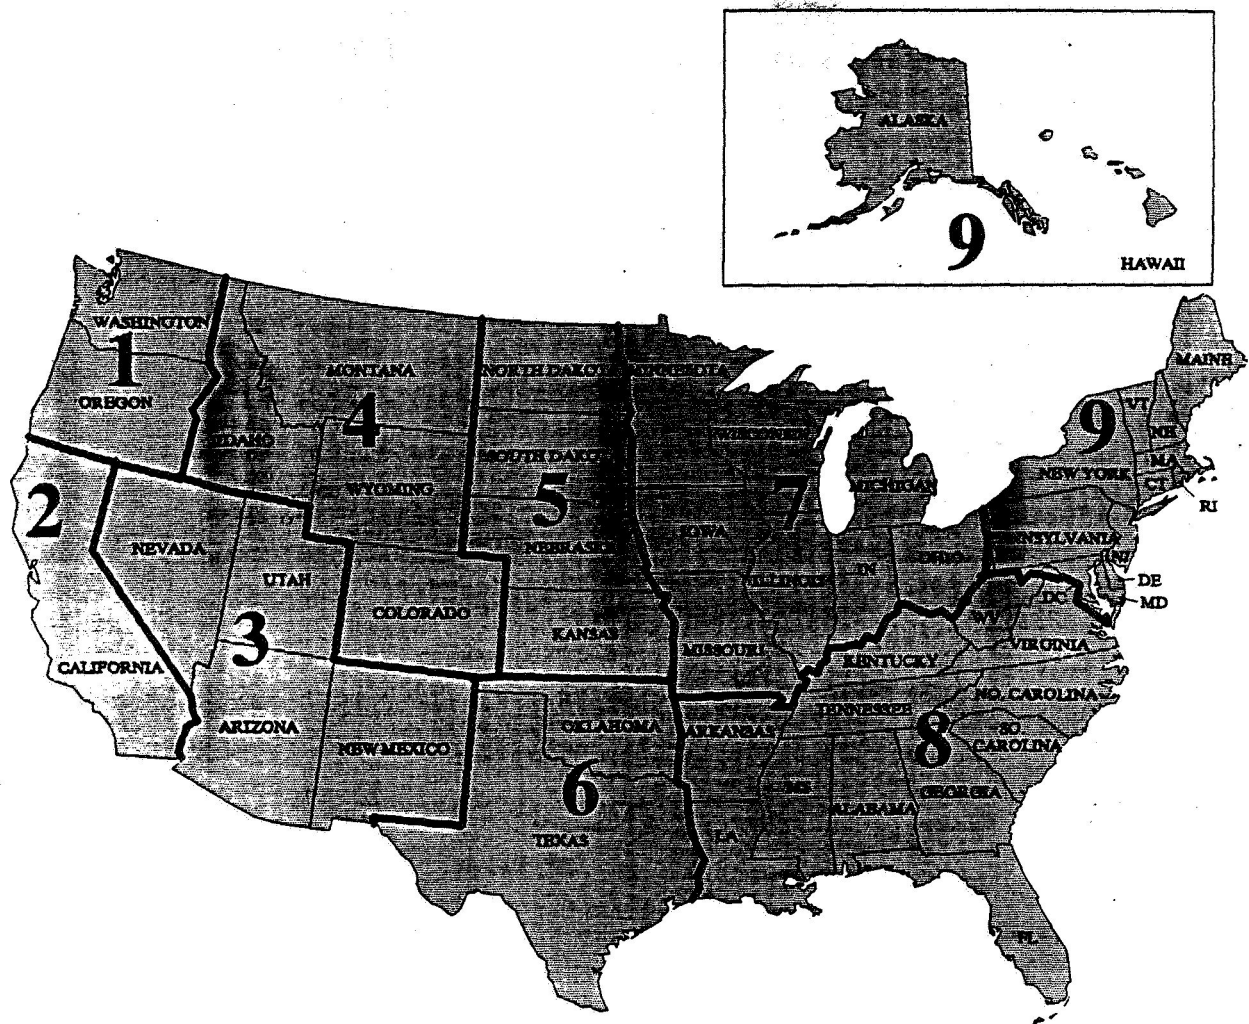 ALASKA
9
HAWAII
WASHINGTON
1
OREGON
MONTANA
4
IDAHO
WYOMING
NORTH DAKOTA
SOUTH DAKOTA
5
NEBRASKA
MINNESOTA
WISCONSIN
7
MICHIGAN
IOWA
ILLINOIS
IN
OHIO
MAINE
9
VT
NH
MA
NEW YORK
CT
RI
PENNSYLVANIA
NJ
DE
MD
DC
2
NEVADA
UTAH
COLORADO
KANSAS
MISSOURI
KENTUCKY
WV
VIRGINIA
3
CALIFORNIA
ARIZONA
NEW MEXICO
OKLAHOMA
ARKANSAS
TENNESSEE
NO. CAROLINA
8
SO.
CAROLINA
6
TEXAS
LA
MS
ALABAMA
GEORGIA
FL